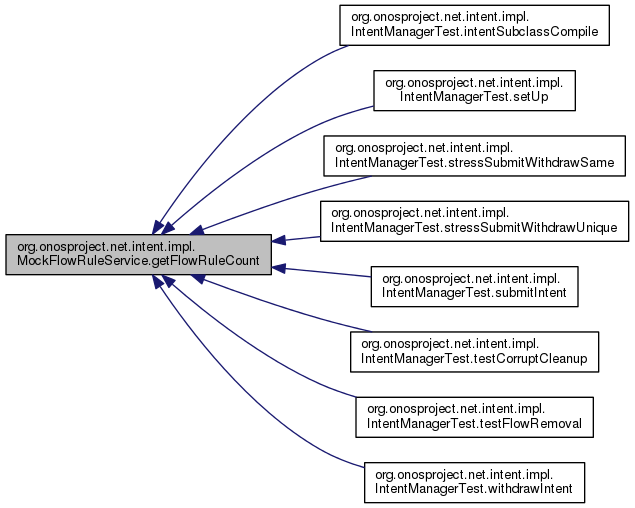 org.onosproject.net.intent.impl.
IntentManagerTest.intentSubclassCompile
org.onosproject.net.intent.impl.
IntentManagerTest.setUp
org.onosproject.net.intent.impl.
IntentManagerTest.stressSubmitWithdrawSame
org.onosproject.net.intent.impl.
IntentManagerTest.stressSubmitWithdrawUnique
org.onosproject.net.intent.impl.
MockFlowRuleService.getFlowRuleCount
org.onosproject.net.intent.impl.
IntentManagerTest.submitIntent
org.onosproject.net.intent.impl.
IntentManagerTest.testCorruptCleanup
org.onosproject.net.intent.impl.
IntentManagerTest.testFlowRemoval
org.onosproject.net.intent.impl.
IntentManagerTest.withdrawIntent